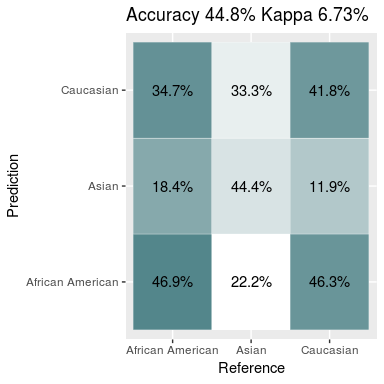 Accuracy 44.8% Kappa 6.73%
Prediction
Caucasian
34.7% 33.3% 41.8%
Asian
18.4% 44.4% 11.9%
African American
46.9% 22.2% 46.3%
African American Asian Caucasian
Reference